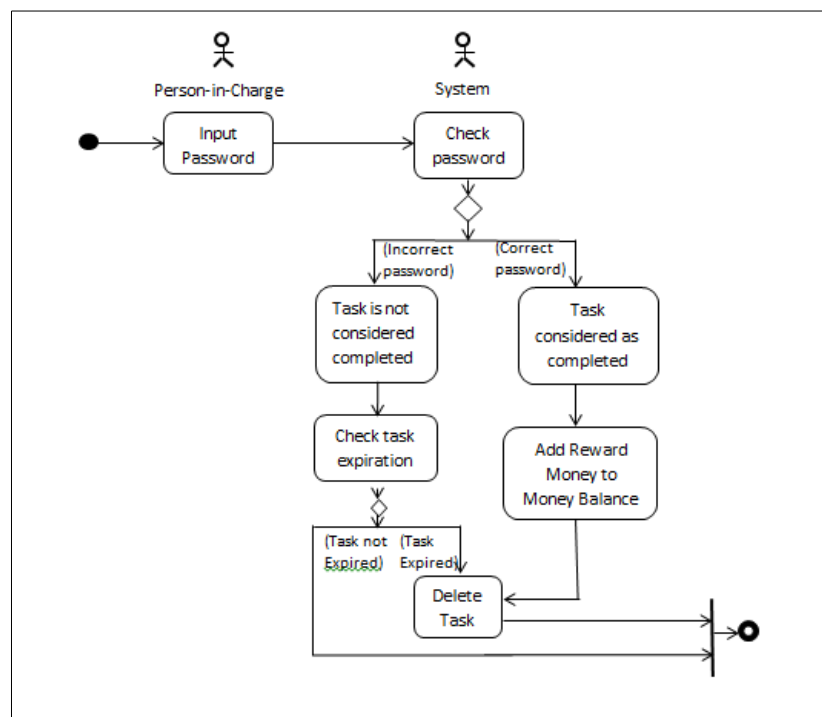 Person-in-Charge
System
Input
Password
Check
password
(Incorrect
password)
(Correct
password)
Task is not
considered
completed
Task
considered as
completed
Check task
expiration
Add Reward
Money to
Money Balance
(Task not
Expired)
(Task
Expired)
Delete
Task